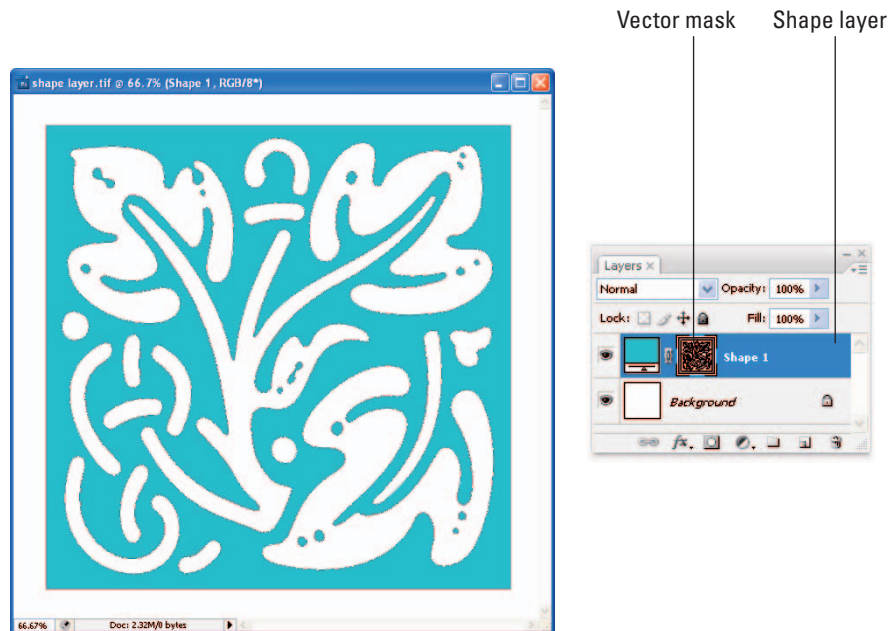 Vector mask Shape layer
shape layer.tif @ 66.7% (Shape 1, RGB/8*)
Layers ×
Normal Opacity: 100%
Lock: Fill: 100%
Shape 1
Background
fx.
66.67% Doc: 2.32M/0 bytes